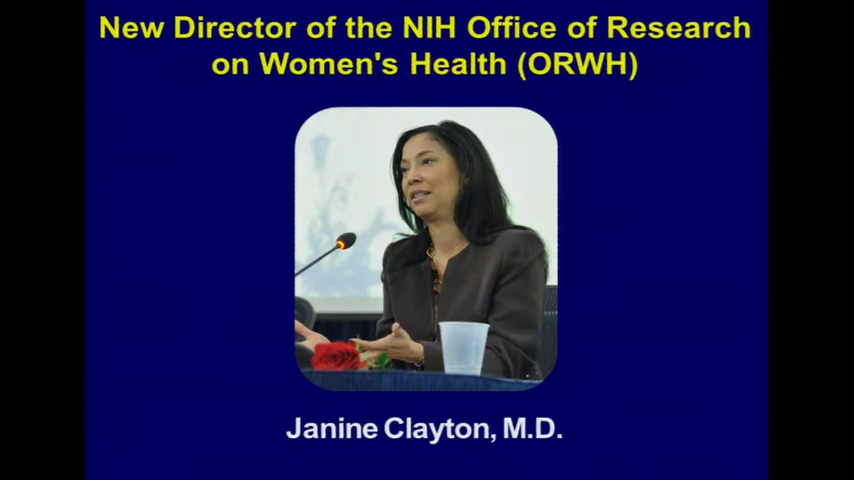 New Director of the NIH Office of Research
on Women's Health (ORWH)
Janine Clayton, M.D.